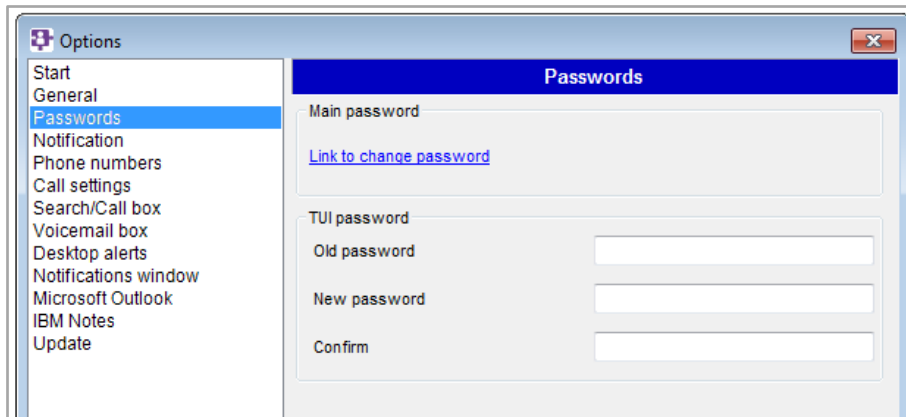 Options
Start
General
Passwords
Notification
Phone numbers
Call settings
Search/Call box
Voicemail box
Desktop alerts
Notifications window
Microsoft Outlook
IBM Notes
Update
Passwords
Main password
Link to change password
TUI password
Old password
New password
Confirm